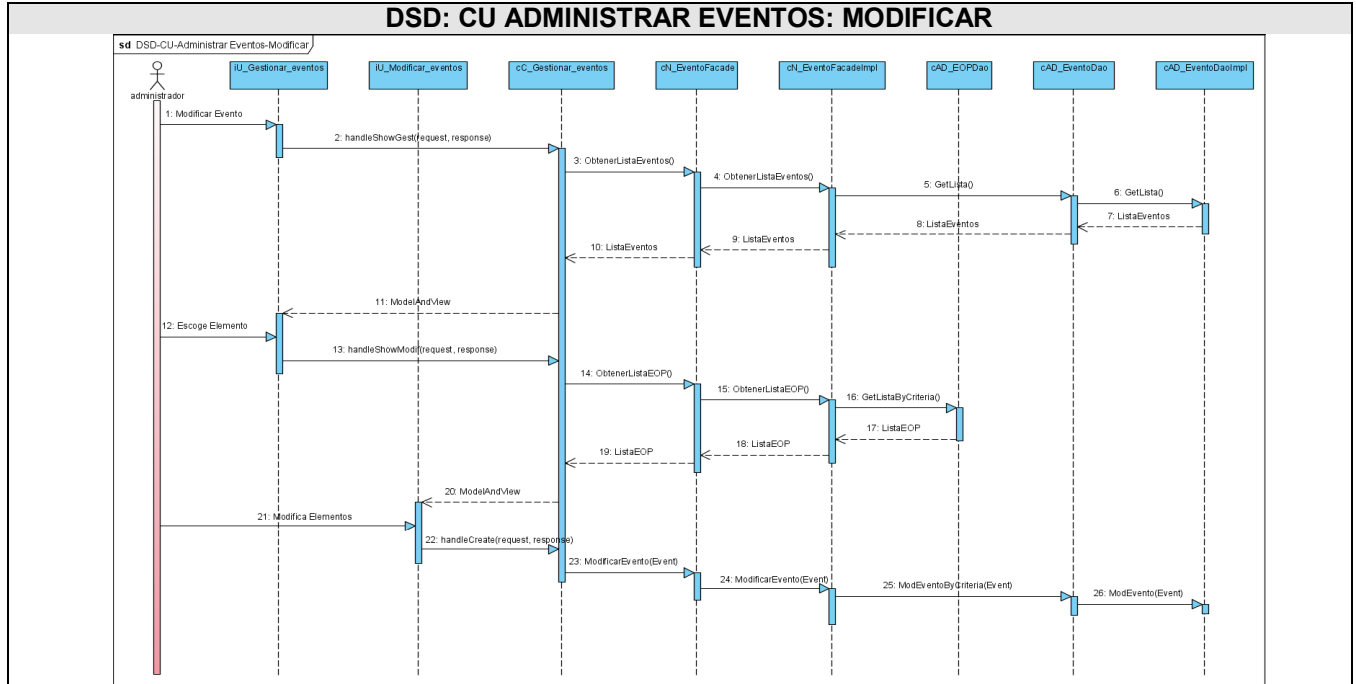 DSD: CU ADMINISTRAR EVENTOS: MODIFICAR
sd DSD-CU-Administrar Eventos-Modificar
administrador
iU_Gestionar_eventos
iU_Modificar_eventos
cC_Gestionar_eventos
cN_EventoFacade
cN_EventoFacadeImpl
cAD_EOPDao
cAD_EventoDao
cAD_EventoDaoImpl
1: Modificar Evento
2: handleShowGest(request, response)
3: ObtenerListaEventos()
4: ObtenerListaEventos()
5: GetLista()
6: GetLista()
7: ListaEventos
8: ListaEventos
9: ListaEventos
10: ListaEventos
11: ModelAndView
12: Escoge Elemento
13: handleShowModif(request, response)
14: ObtenerListaEOP()
15: ObtenerListaEOP()
16: GetListaByCriteria()
17: ListaEOP
18: ListaEOP
19: ListaEOP
20: ModelAndView
21: Modifica Elementos
22: handleCreate(request, response)
23: ModificarEvento(Event)
24: ModificarEvento(Event)
25: ModEventoByCriteria(Event)
26: ModEvento(Event)